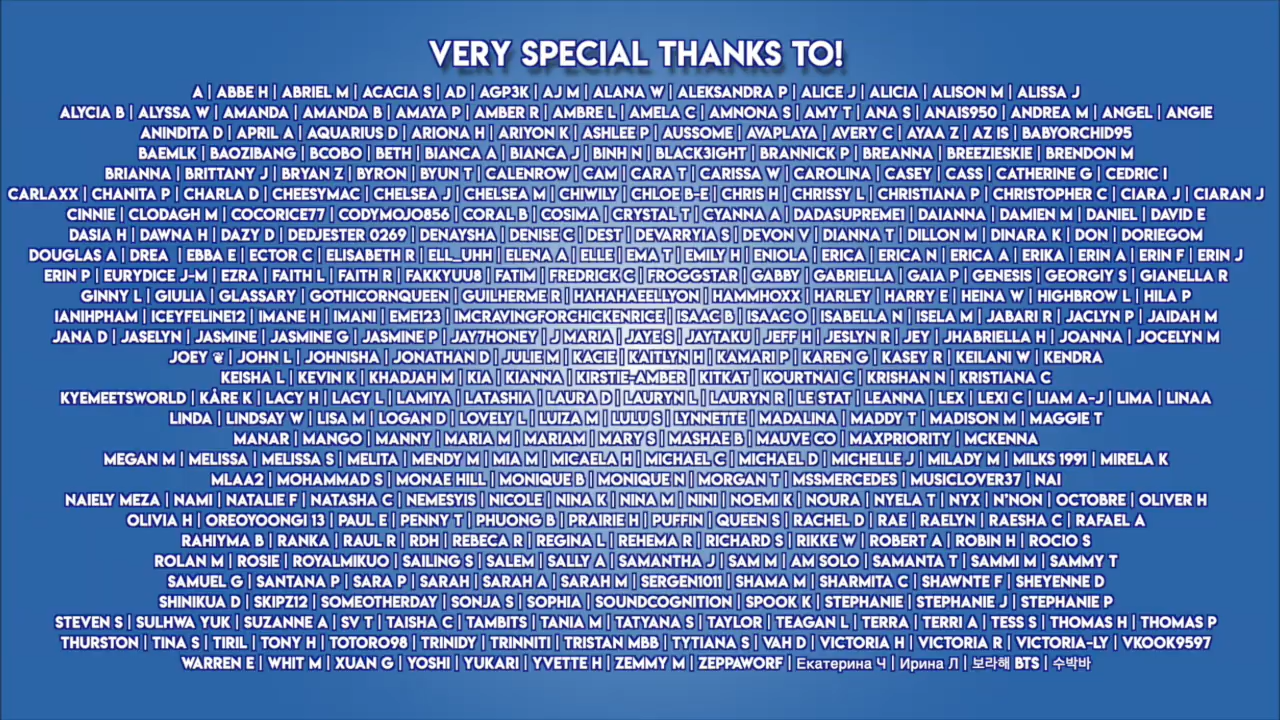 VERY SPECIAL THANKS TO!
A | ABBE H | ABRIEL M | ACACIA S | AD | AGP3K | AJ M | ALANA W | ALEKSANDRA P | ALICE J | ALICIA | ALISON M | ALISSA J
ALYCIA B | ALYSSA W | AMANDA | AMANDA B | AMAYA P | AMBER R | AMBRE L | AMELA C | AMNONA S | AMY T | ANA S | ANAIS950 | ANDREA M | ANGEL | ANGIE
ANINDITA D | APRIL A | AQUARIUS D | ARIONA H | ARIYON K | ASHLEE P | AUSSOME | AVAPLAYA | AVERY C | AYAA Z | AZ IS | BABYORCHID95
BAEMLK | BAOZIBANG | BCOBO | BETH | BIANCA A | BIANCA J | BINH N | BLACK3IGHT | BRANNICK P | BREANNA | BREEZIESKIE | BRENDON M
BRIANNA | BRITTANY J | BRYAN Z | BYRON | BYUN T | CALENROW | CAM | CARA T | CARISSA W | CAROLINA | CASEY | CASS | CATHERINE G | CEDRIC I
CARLAXX | CHANITA P | CHARLA D | CHEESYMAC | CHELSEA J | CHELSEA M | CHIWILY | CHLOE B-E | CHRIS H | CHRISSY L | CHRISTIANA P | CHRISTOPHER C | CIARA J | CIARAN J
CINNIE | CLODAGH M | COCORICE77 | CODYMOJO856 | CORAL B | COSIMA | CRYSTAL T | CYANNA A | DADASUPREME1 | DAIANNA | DAMIEN M | DANIEL | DAVID E
DASIA H | DAWNA H | DAZY D | DEDJESTER 0269 | DENAYSHA | DENISE C | DEST | DEVARRYIA S | DEVON V | DIANNA T | DILLON M | DINARA K | DON | DORIEGOM
DOUGLAS A | DREA | EBBA E | ECTOR C | ELISABETH R | ELL_UHH | ELENA A | ELLE | EMA T | EMILY H | ENIOLA | ERICA | ERICA N | ERICA A | ERIKA | ERIN A | ERIN F | ERIN J
ERIN P | EURYDICE J-M | EZRA | FAITH L | FAITH R | FAKKYUU8 | FATIM | FREDRICK C | FROGGSTAR | GABBY | GABRIELLA | GAIA P | GENESIS | GEORGIY S | GIANELLA R
GINNY L | GIULIA | GLASSARY | GOTHICORNQUEEN | GUILHERME R | HAHAHAEELLYON | HAMMHOXX | HARLEY | HARRY E | HEINA W | HIGHBROW L | HILA P
IANIHPHAM | ICEYFELINE12 | IMANE H | IMANI | EME123 | IMCRAVINGFORCHICKENRICE | ISAAC B | ISAAC O | ISABELLA N | ISELA M | JABARI R | JACLYN P | JAIDAH M
JANA D | JASELYN | JASMINE | JASMINE G | JASMINE P | JAY7HONEY | J MARIA | JAYE S | JAYTAKU | JEFF H | JESLYN R | JEY | JHABRIELLA H | JOANNA | JOCELYN M
JOEY ❦ | JOHN L | JOHNISHA | JONATHAN D | JULIE M | KACIE | KAITLYN H | KAMARI P | KAREN G | KASEY R | KEILANI W | KENDRA
KEISHA L | KEVIN K | KHADJAH M | KIA | KIANNA | KIRSTIE-AMBER | KITKAT | KOURTNAI C | KRISHAN N | KRISTIANA C
KYEMEETSWORLD | KÅRE K | LACY H | LACY L | LAMIYA | LATASHIA | LAURA D | LAURYN L | LAURYN R | LE STAT | LEANNA | LEX | LEXI C | LIAM A-J | LIMA | LINAA
LINDA | LINDSAY W | LISA M | LOGAN D | LOVELY L | LUIZA M | LULU S | LYNNETTE | MADALINA | MADDY T | MADISON M | MAGGIE T
MANAR | MANGO | MANNY | MARIA M | MARIAM | MARY S | MASHAE B | MAUVE CO | MAXPRIORITY | MCKENNA
MEGAN M | MELISSA | MELISSA S | MELITA | MENDY M | MIA M | MICAELA H | MICHAEL C | MICHAEL D | MICHELLE J | MILADY M | MILKS 1991 | MIRELA K
MLAA2 | MOHAMMAD S | MONAE HILL | MONIQUE B | MONIQUE N | MORGAN T | MSSMERCEDES | MUSICLOVER37 | NAI
NAIELY MEZA | NAMI | NATALIE F | NATASHA C | NEMESYIS | NICOLE | NINA K | NINA M | NINI | NOEMI K | NOURA | NYELA T | NYX | N'NON | OCTOBRE | OLIVER H
OLIVIA H | OREOYOONGI 13 | PAUL E | PENNY T | PHUONG B | PRAIRIE H | PUFFIN | QUEEN S | RACHEL D | RAE | RAELYN | RAESHA C | RAFAEL A
RAHIYMA B | RANKA | RAUL R | RDH | REBECA R | REGINA L | REHEMA R | RICHARD S | RIKKE W | ROBERT A | ROBIN H | ROCIO S
ROLAN M | ROSIE | ROYALMIKUO | SAILING S | SALEM | SALLY A | SAMANTHA J | SAM M | AM SOLO | SAMANTA T | SAMMI M | SAMMY T
SAMUEL G | SANTANA P | SARA P | SARAH | SARAH A | SARAH M | SERGEN1011 | SHAMA M | SHARMITA C | SHAWNTE F | SHEYENNE D
SHINIKUA D | SKIPZ12 | SOMEOTHERDAY | SONJA S | SOPHIA | SOUNDCOGNITION | SPOOK K | STEPHANIE | STEPHANIE J | STEPHANIE P
STEVEN S | SULHWA YUK | SUZANNE A | SV T | TAISHA C | TAMBITS | TANIA M | TATYANA S | TAYLOR | TEAGAN L | TERRA | TERRI A | TESS S | THOMAS H | THOMAS P
THURSTON | TINA S | TIRIL | TONY H | TOTORO98 | TRINIDY | TRINNITI | TRISTAN MBB | TYTIANA S | VAH D | VICTORIA H | VICTORIA R | VICTORIA-LY | VKOOK9597
WARREN E | WHIT M | XUAN G | YOSHI | YUKARI | YVETTE H | ZEMMY M | ZEPPAWORF | Екатерина Ч | Ирина Л | 보라해 BTS | 수박바